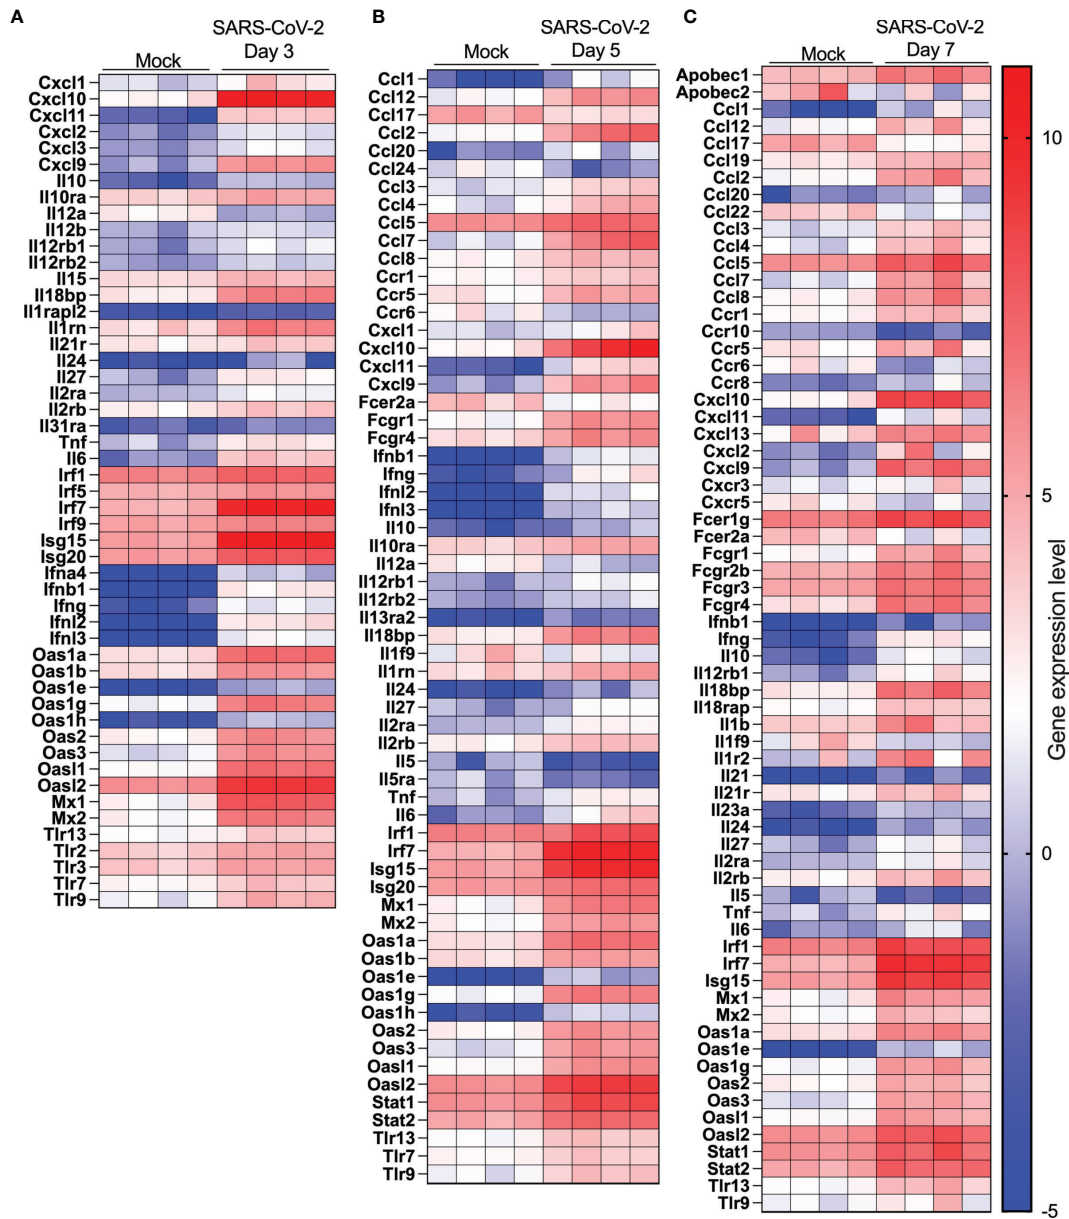 A
Mock
SARS-CoV-2
Day 3
Cxcl1
Cxcl10
Cxcl11
Cxcl2
Cxcl3
Cxcl9
Il10
Il10ra
Il12a
Il12b
Il12rb1
Il12rb2
Il15
Il18bp
Il1rapl2
Il1rn
Il21r
Il24
Il27
Il2ra
Il2rb
Il31ra
Tnf
Il6
Irf1
Irf5
Irf7
Irf9
Isg15
Isg20
Ifna4
Ifnb1
Ifng
Ifnl2
Ifnl3
Oas1a
Oas1b
Oas1e
Oas1g
Oas1h
Oas2
Oas3
Oasl1
Oasl2
Mx1
Mx2
Tlr13
Tlr2
Tlr3
Tlr7
Tlr9
B
Mock
SARS-CoV-2
Day 5
Ccl1
Ccl12
Ccl17
Ccl2
Ccl20
Ccl24
Ccl3
Ccl4
Ccl5
Ccl7
Ccl8
Ccr1
Ccr5
Ccr6
Cxcl1
Cxcl10
Cxcl11
Cxcl9
Fcer2a
Fcgr1
Fcgr4
Ifnb1
Ifng
Ifnl2
Ifnl3
Il10
Il10ra
Il12a
Il12rb1
Il12rb2
Il13ra2
Il18bp
Il1f9
Il1rn
Il24
Il27
Il2ra
Il2rb
Il5
Il5ra
Tnf
Il6
Irf1
Irf7
Isg15
Isg20
Mx1
Mx2
Oas1a
Oas1b
Oas1e
Oas1g
Oas1h
Oas2
Oas3
Oasl1
Oasl2
Stat1
Stat2
Tlr13
Tlr7
Tlr9
C
Mock
SARS-CoV-2
Day 7
Apobec1
Apobec2
Ccl1
Ccl12
Ccl17
Ccl19
Ccl2
Ccl20
Ccl22
Ccl3
Ccl4
Ccl5
Ccl7
Ccl8
Ccr1
Ccr10
Ccr5
Ccr6
Ccr8
Cxcl10
Cxcl11
Cxcl13
Cxcl2
Cxcl9
Cxcr3
Cxcr5
Fcer1g
Fcer2a
Fcgr1
Fcgr2b
Fcgr3
Fcgr4
Ifnb1
Ifng
Il10
Il12rb1
Il18bp
Il18rap
Il1b
Il1f9
Il1r2
Il21
Il21r
Il23a
Il24
Il27
Il2ra
Il2rb
Il5
Tnf
Il6
Irf1
Irf7
Isg15
Mx1
Mx2
Oas1a
Oas1e
Oas1g
Oas2
Oas3
Oasl1
Oasl2
Stat1
Stat2
Tlr13
Tlr9
10
5
0
-5
Gene expression level